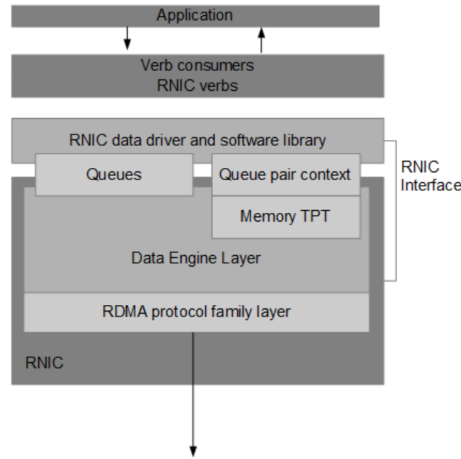 Application
Verb consumers
RNIC verbs
RNIC data driver and software library
Queues
Queue pair context
RNIC
Interface
Memory TPT
Data Engine Layer
RDMA protocol family layer
RNIC